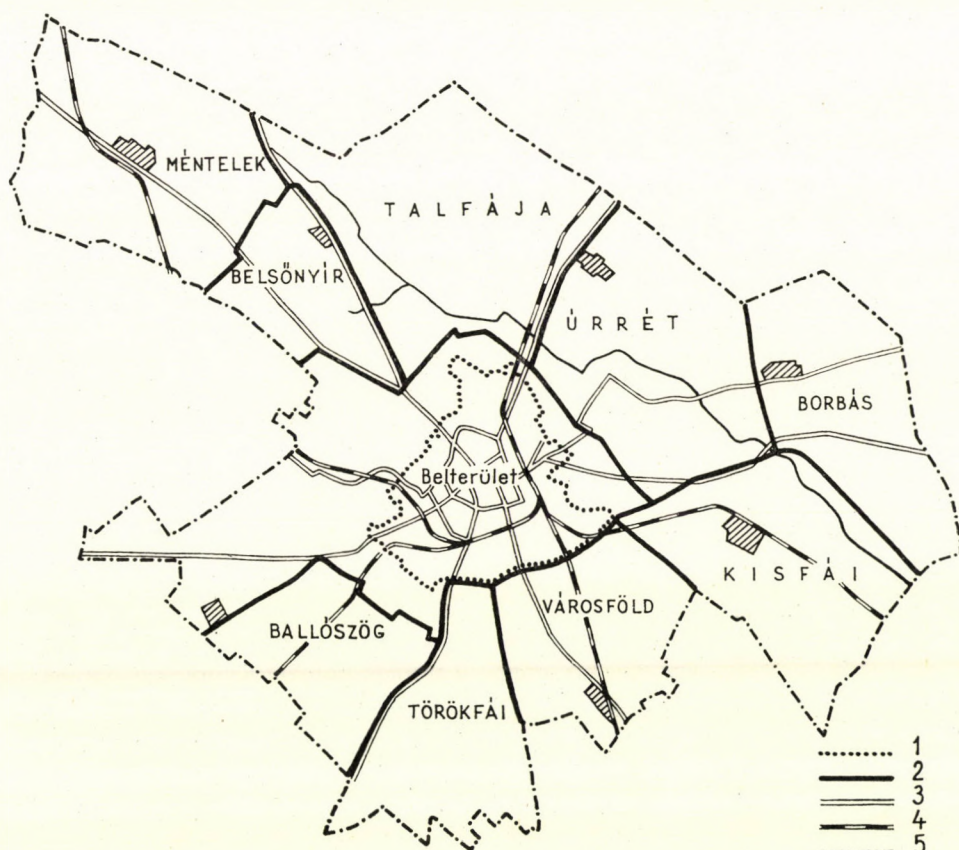 MÉNTELEK
TALFÁJA
BELSŐNYÍR
ÚRRÉT
BORBÁS
Belterület
KISFÁI
VÁROSFÖLD
BALLÓSZÖG
TÖRÖKFÁI
1
2
3
4
5